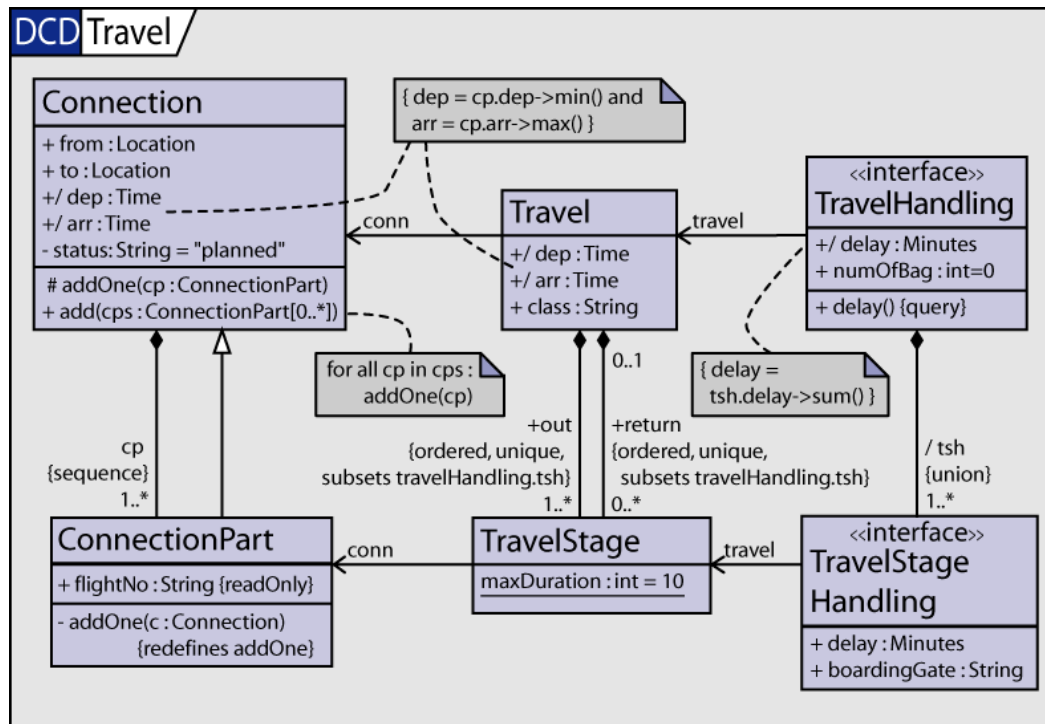 DCD Travel
Connection
+ from : Location
+ to : Location
+/ dep : Time
+/ arr : Time
- status: String = "planned"
# addOne(cp : ConnectionPart)
+ add(cps : ConnectionPart[0..*])
{ dep = cp.dep->min() and
arr = cp.arr->max() }
conn
Travel
+/ dep : Time
+/ arr : Time
+ class : String
travel
«interface»
TravelHandling
+/ delay : Minutes
+ numOfBag : int=0
+ delay() {query}
for all cp in cps :
addOne(cp)
0..1
{ delay =
tsh.delay->sum() }
cp
{sequence}
1..*
+out
{ordered, unique,
subsets travelHandling.tsh}
1..*
+return
{ordered, unique,
subsets travelHandling.tsh}
0..*
/ tsh
{union}
1..*
ConnectionPart
+ flightNo : String {readOnly}
- addOne(c : Connection)
{redefines addOne}
conn
TravelStage
maxDuration : int = 10
travel
«interface»
TravelStage
Handling
+ delay : Minutes
+ boardingGate : String